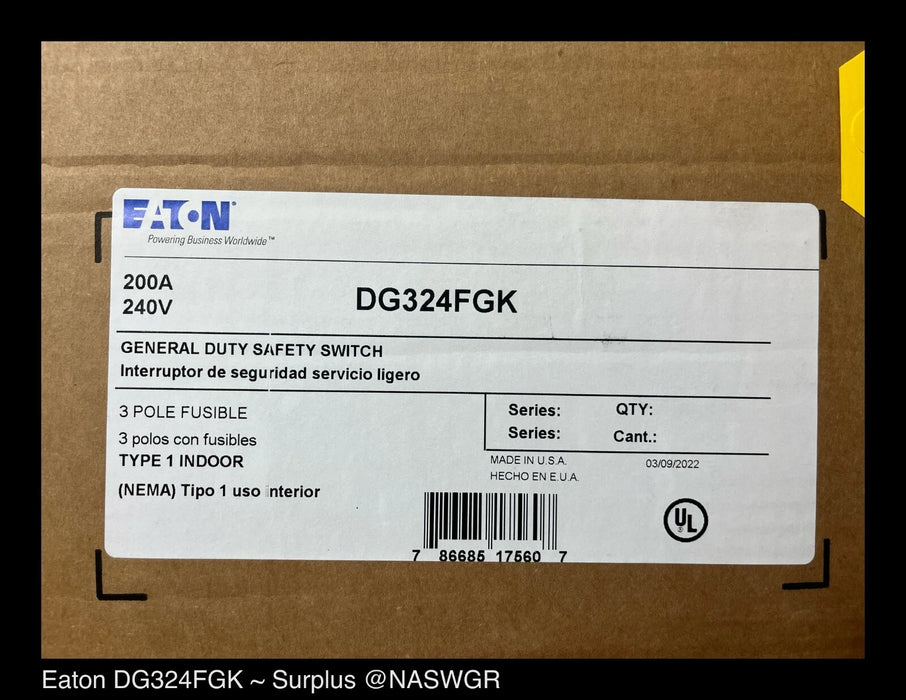 EATON
Powering Business Worldwide™
200A
240V
DG324FGK
GENERAL DUTY SAFETY SWITCH
Interruptor de seguridad servicio ligero
3 POLE FUSIBLE
3 polos con fusibles
TYPE 1 INDOOR
(NEMA) Tipo 1 uso interior
Series: QTY:
Series: Cant.:
MADE IN U.S.A. 03/09/2022
HECHO EN E.U.A.
UL
7 86685 17560 7
Eaton DG324FGK ~ Surplus @NASWGR